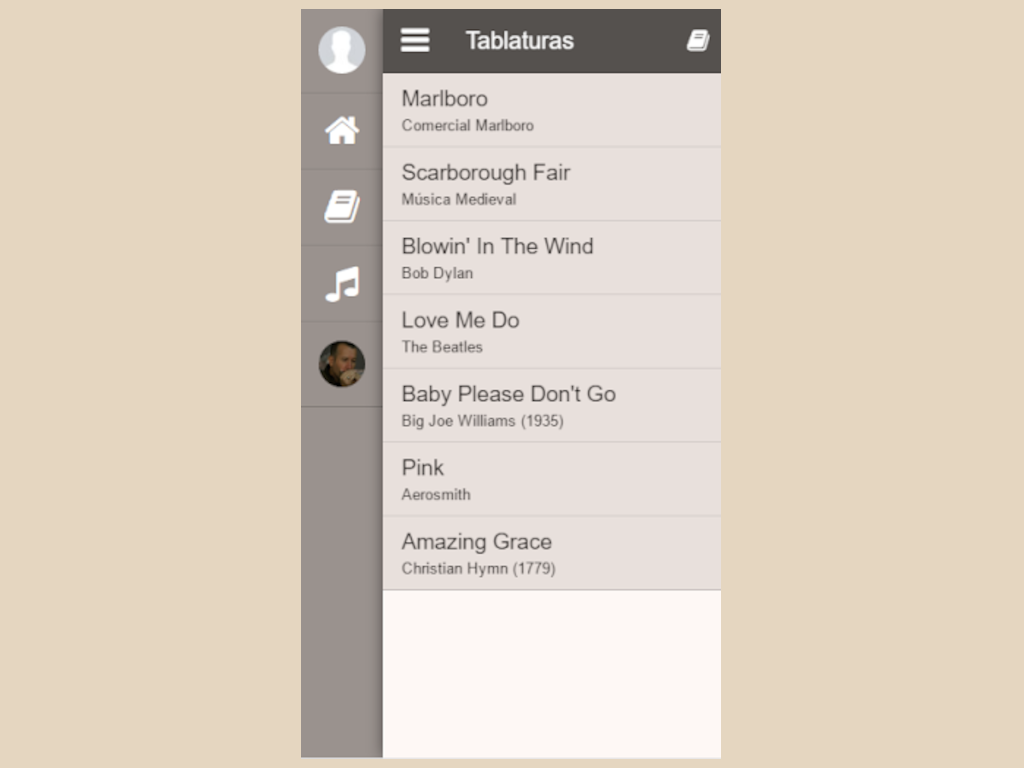 Tablaturas
Marlboro
Comercial Marlboro
Scarborough Fair
Música Medieval
Blowin' In The Wind
Bob Dylan
Love Me Do
The Beatles
Baby Please Don't Go
Big Joe Williams (1935)
Pink
Aerosmith
Amazing Grace
Christian Hymn (1779)